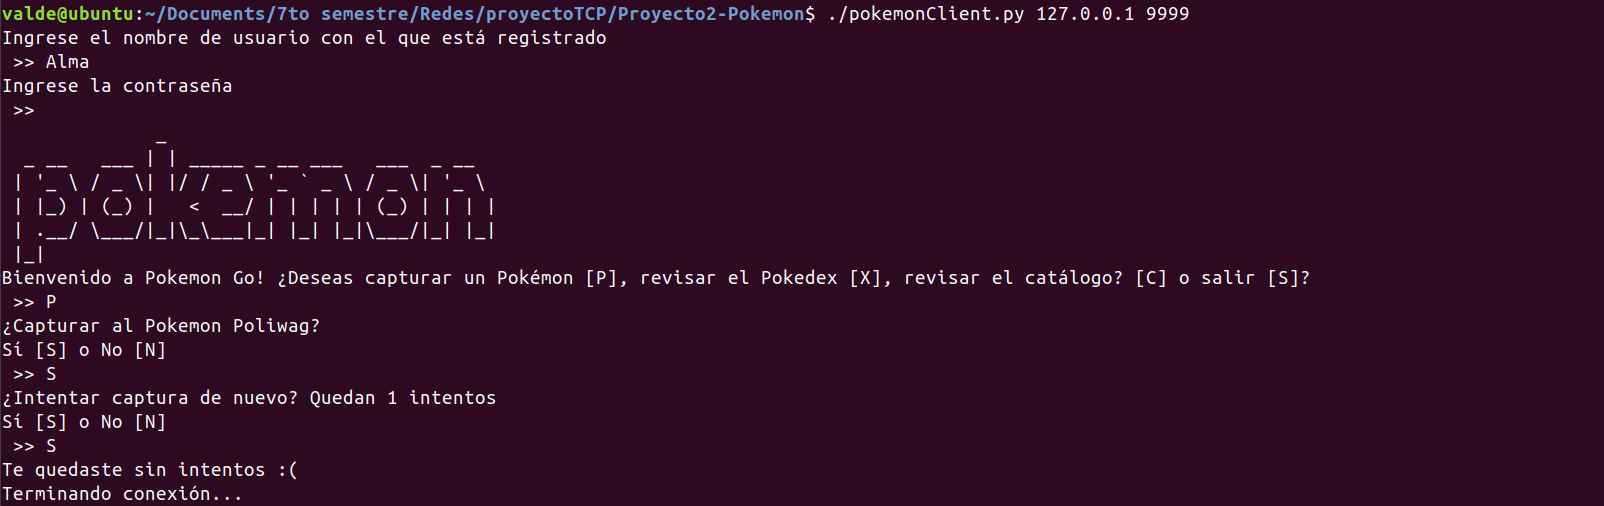 valde@ubuntu:~/Documents/7to semestre/Redes/proyectoTCP/Proyecto2-Pokemon$ ./pokemonClient.py 127.0.0.1 9999
Ingrese el nombre de usuario con el que está registrado
 >> Alma
Ingrese la contraseña
 >>
              _
  _ __   ___ | | _____ _ __ ___   ___  _ __
 | '_ \ / _ \| |/ / _ \ '_ ` _ \ / _ \| '_ \
 | |_) | (_) |   <  __/ | | | | | (_) | | | |
 | .__/ \___/|_|\_\___|_| |_| |_|\___/|_| |_|
 |_|
Bienvenido a Pokemon Go! ¿Deseas capturar un Pokémon [P], revisar el Pokedex [X], revisar el catálogo? [C] o salir [S]?
 >> P
¿Capturar al Pokemon Poliwag?
Sí [S] o No [N]
 >> S
¿Intentar captura de nuevo? Quedan 1 intentos
Sí [S] o No [N]
 >> S
Te quedaste sin intentos :(
Terminando conexión...